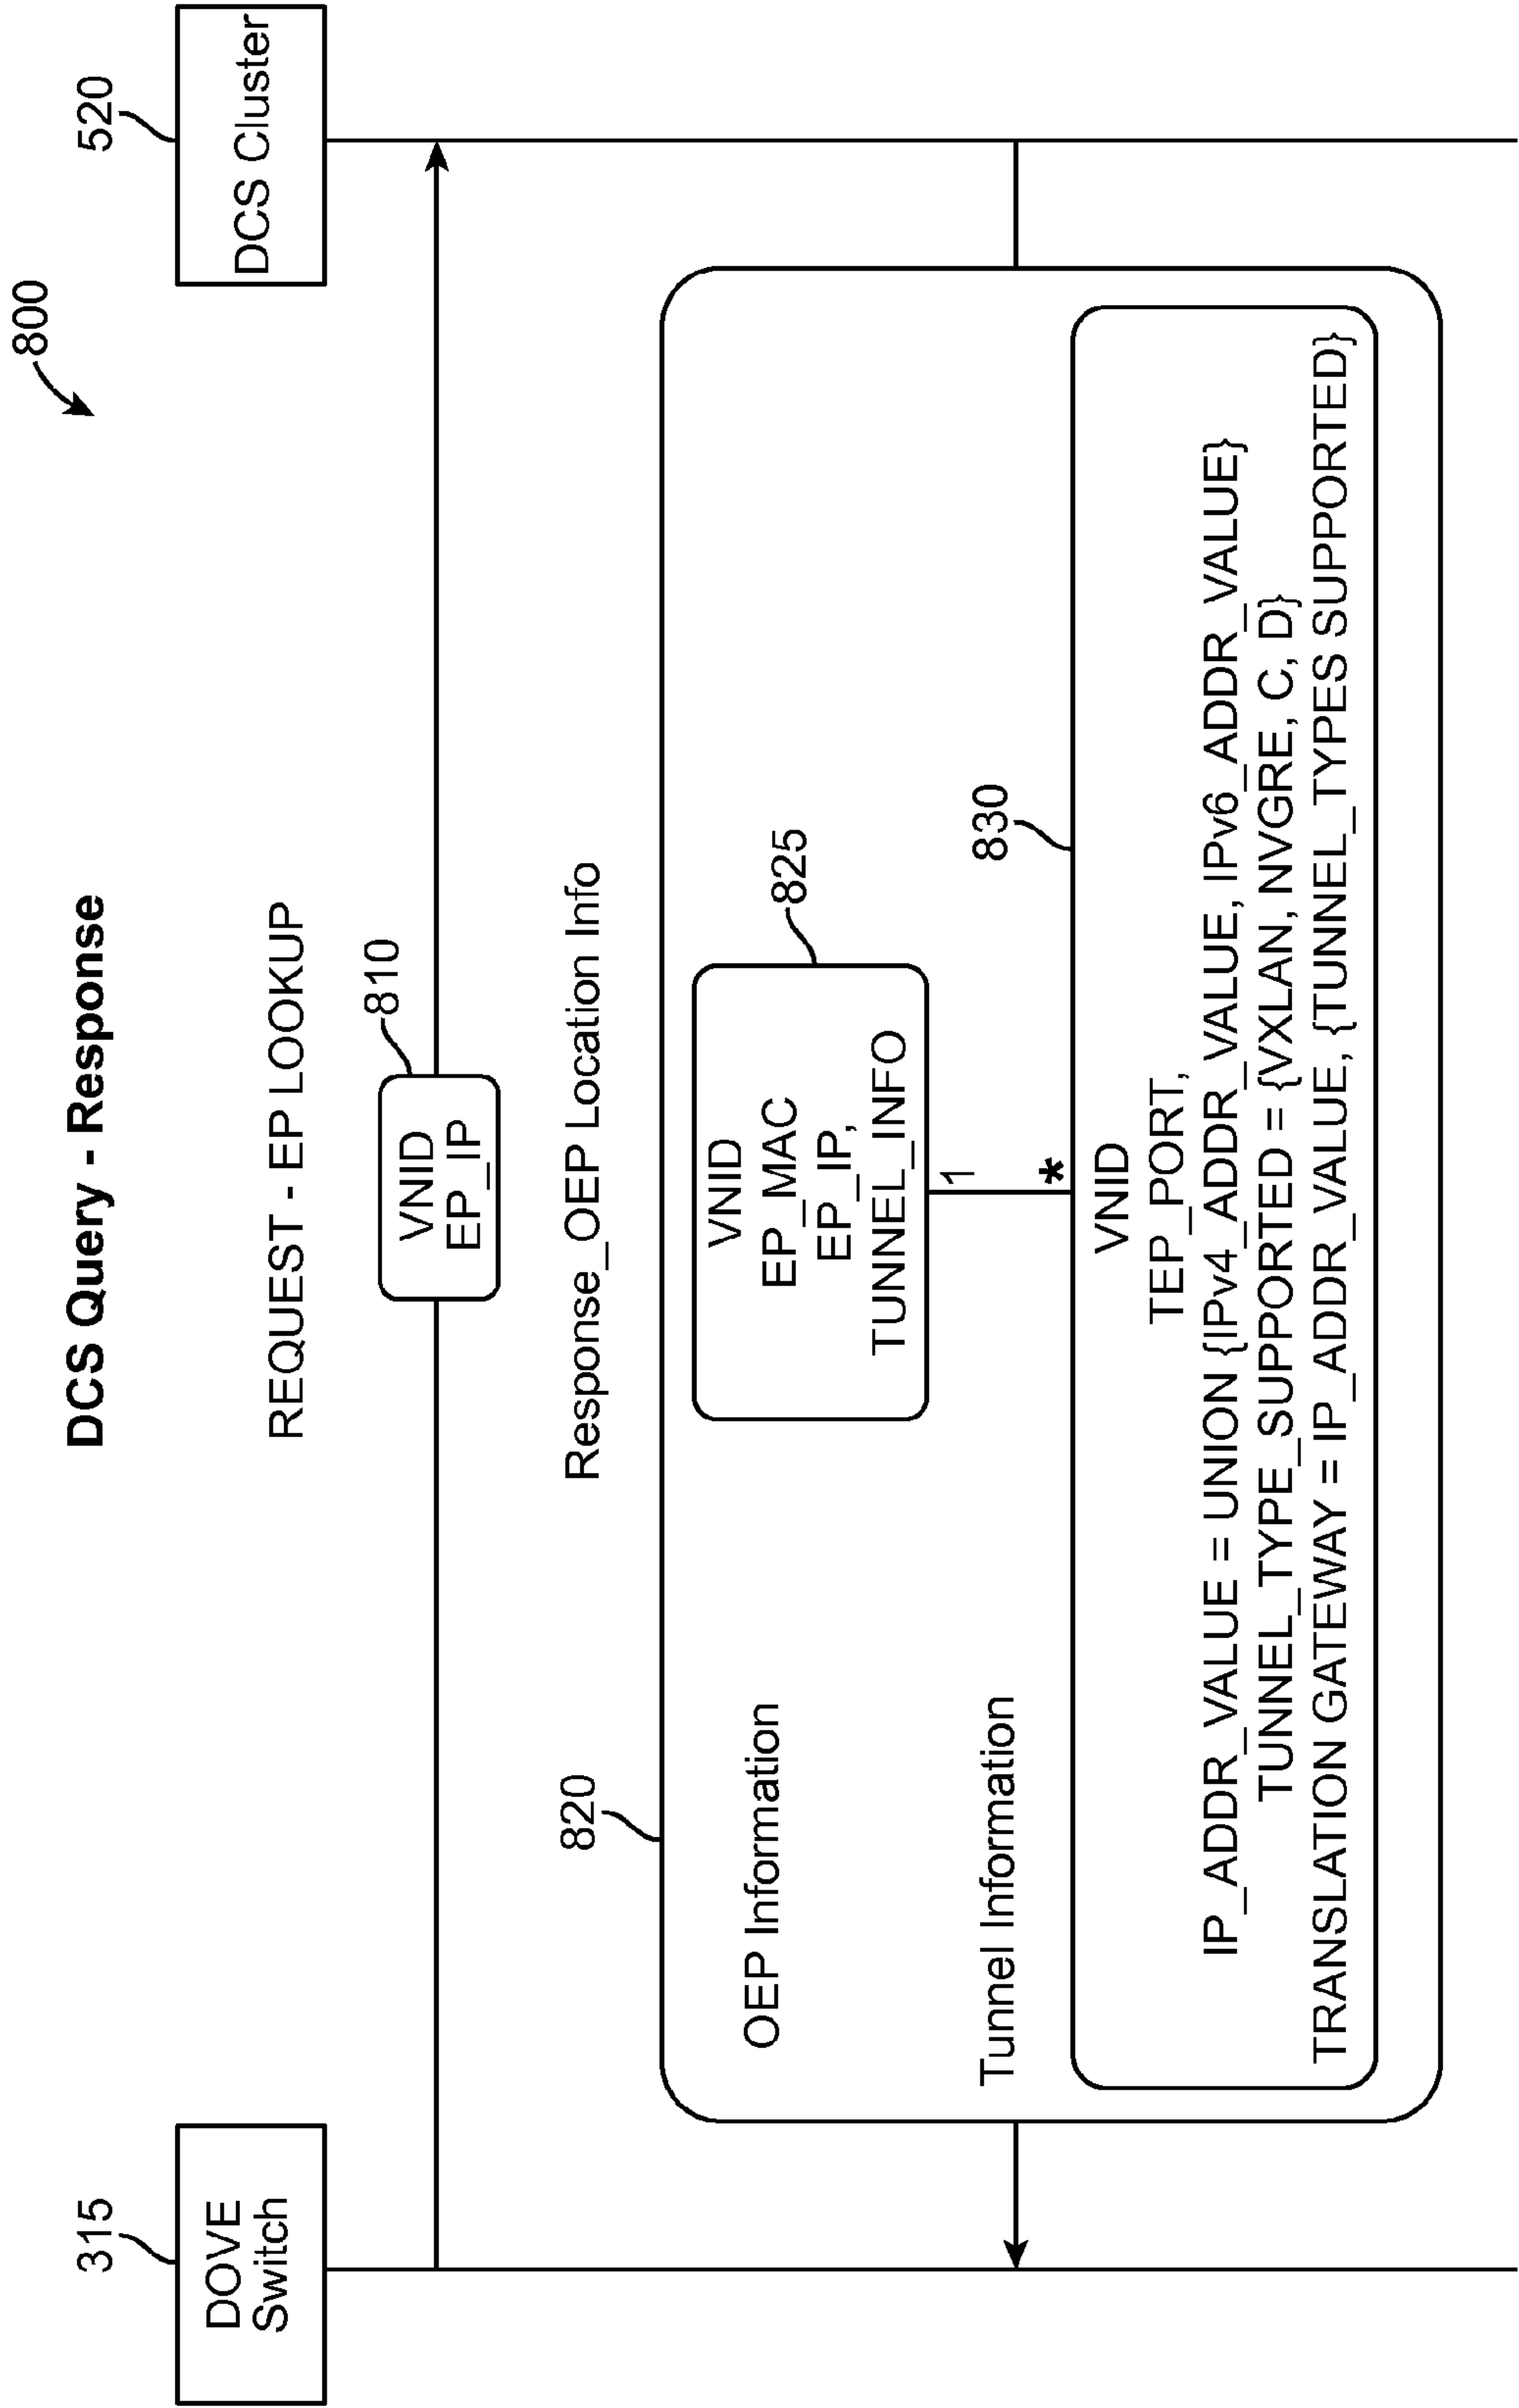 DCS Query - Response
800
315
520
DOVE
Switch
DCS Cluster
REQUEST - EP LOOKUP
810
VNID
EP_IP
Response_OEP Location Info
820
OEP Information
825
VNID
EP_MAC
EP_IP,
TUNNEL_INFO
1
*
Tunnel Information
830
VNID
TEP_PORT,
IP_ADDR_VALUE = UNION {IPv4_ADDR_VALUE, IPv6_ADDR_VALUE}
TUNNEL_TYPE_SUPPORTED = {VXLAN, NVGRE, C, D}
TRANSLATION GATEWAY = IP_ADDR_VALUE, {TUNNEL_TYPES SUPPORTED}